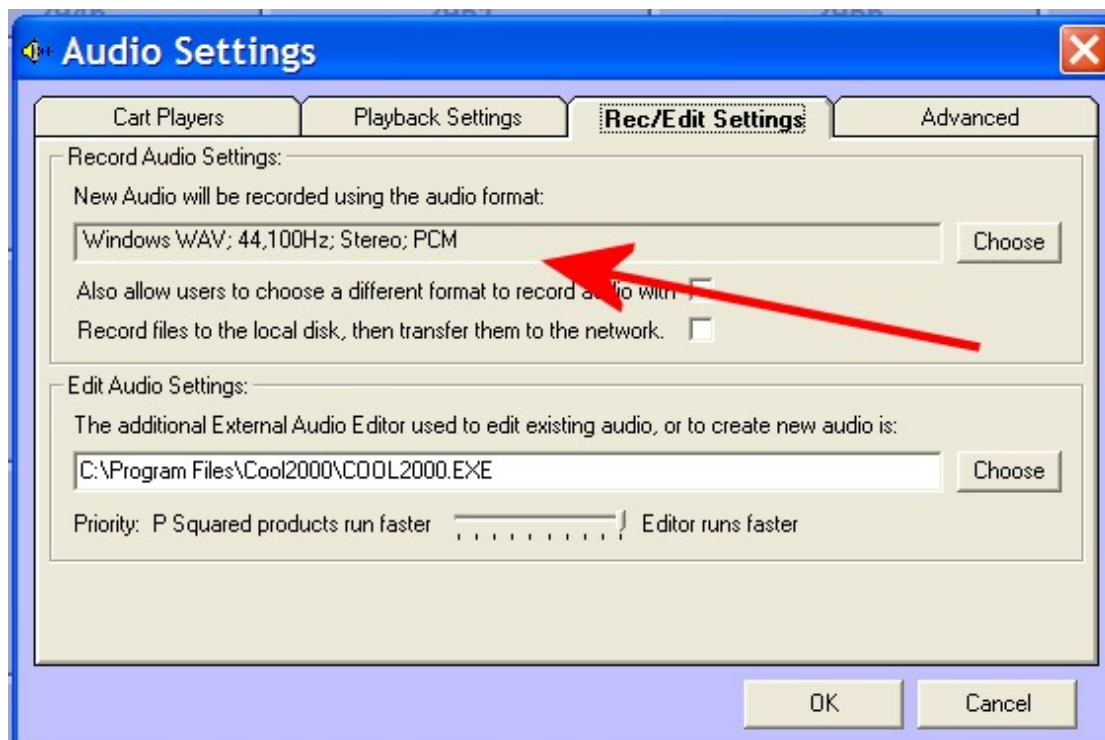 Audio Settings
Cart Players Playback Settings Rec/Edit Settings Advanced
Record Audio Settings:
New Audio will be recorded using the audio format:
Windows WAV; 44,100Hz; Stereo; PCM Choose
Also allow users to choose a different format to record audio with
Record files to the local disk, then transfer them to the network.
Edit Audio Settings:
The additional External Audio Editor used to edit existing audio, or to create new audio is:
C:\Program Files\Cool2000\COOL2000.EXE Choose
Priority: P Squared products run faster Editor runs faster
OK Cancel